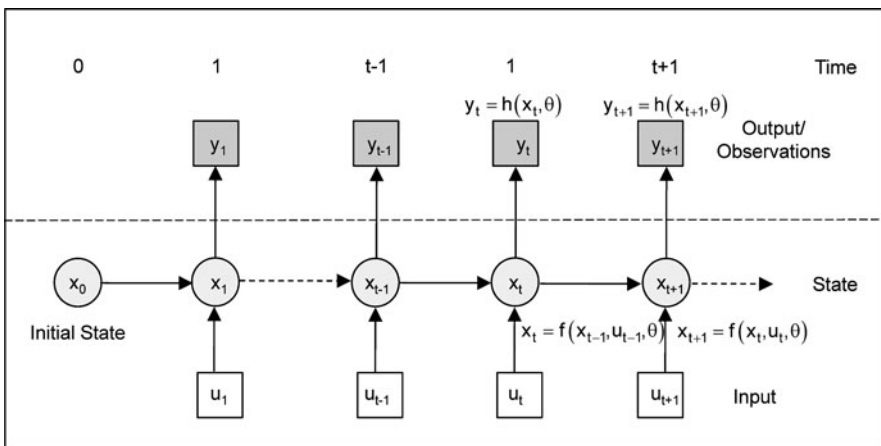 0 1 t-1 1 t+1 Time
y_t = h(x_t,θ) y_{t+1} = h(x_{t+1},θ)
Output/
Observations
y_1 y_{t-1} y_t y_{t+1}
x_0 x_1 x_{t-1} x_t x_{t+1} State
Initial State
x_t = f(x_{t-1},u_{t-1},θ) x_{t+1} = f(x_t,u_t,θ)
u_1 u_{t-1} u_t u_{t+1} Input